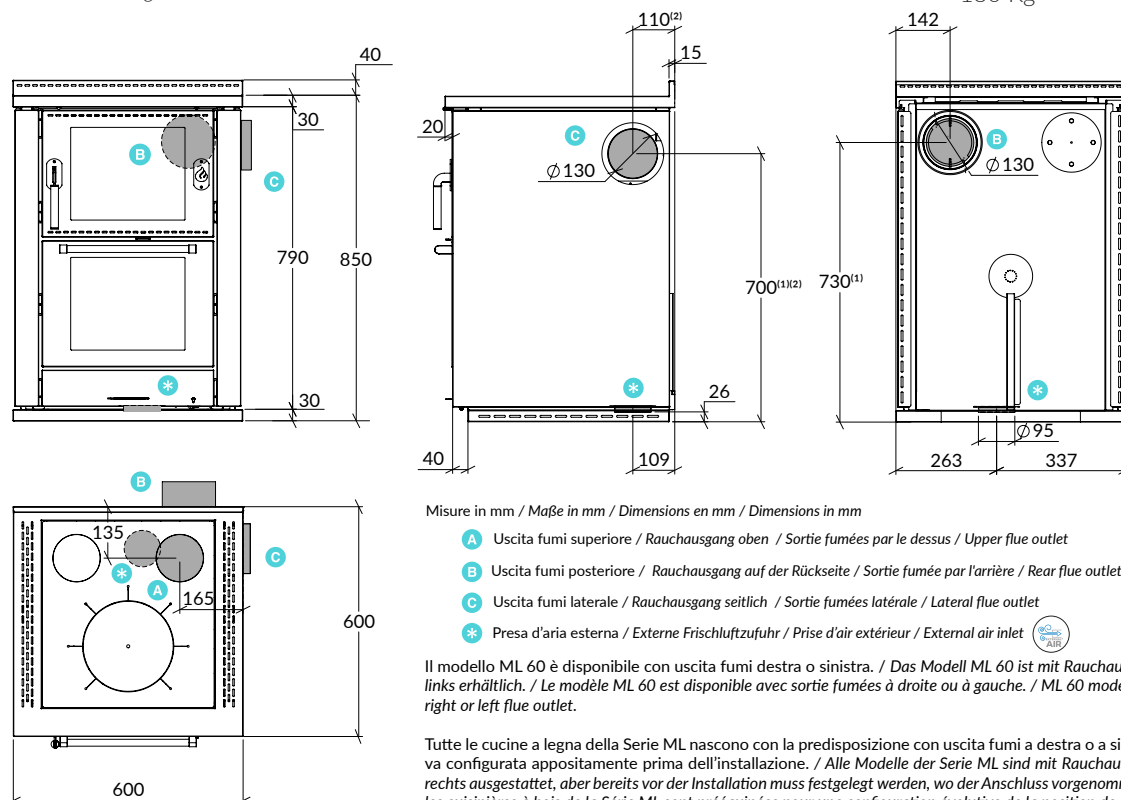 110(2)
142
40
15
30
20
C
B
B
Ø 130
Ø 130
C
790
850
700(1)(2)
730(1)
30
26
Ø 95
40
109
263
337
B
135
C
A
165
600
600
Misure in mm / Maße in mm / Dimensions en mm / Dimensions in mm
A Uscita fumi superiore / Rauchausgang oben / Sortie fumées par le dessus / Upper flue outlet
B Uscita fumi posteriore / Rauchausgang auf der Rückseite / Sortie fumée par l'arrière / Rear flue outlet
C Uscita fumi laterale / Rauchausgang seitlich / Sortie fumées latérale / Lateral flue outlet
* Presa d'aria esterna / Externe Frischluftzufuhr / Prise d'air extérieur / External air inlet
AIR
Il modello ML 60 è disponibile con uscita fumi destra o sinistra. / Das Modell ML 60 ist mit Rauchau
links erhältlich. / Le modèle ML 60 est disponible avec sortie fumées à droite ou à gauche. / ML 60 mode
right or left flue outlet.
Tutte le cucine a legna della Serie ML nascono con la predisposizione con uscita fumi a destra o a si
va configurata appositamente prima dell'installazione. / Alle Modelle der Serie ML sind mit Rauchau
rechts ausgestattet, aber bereits vor der Installation muss festgelegt werden, wo der Anschluss vorgenom